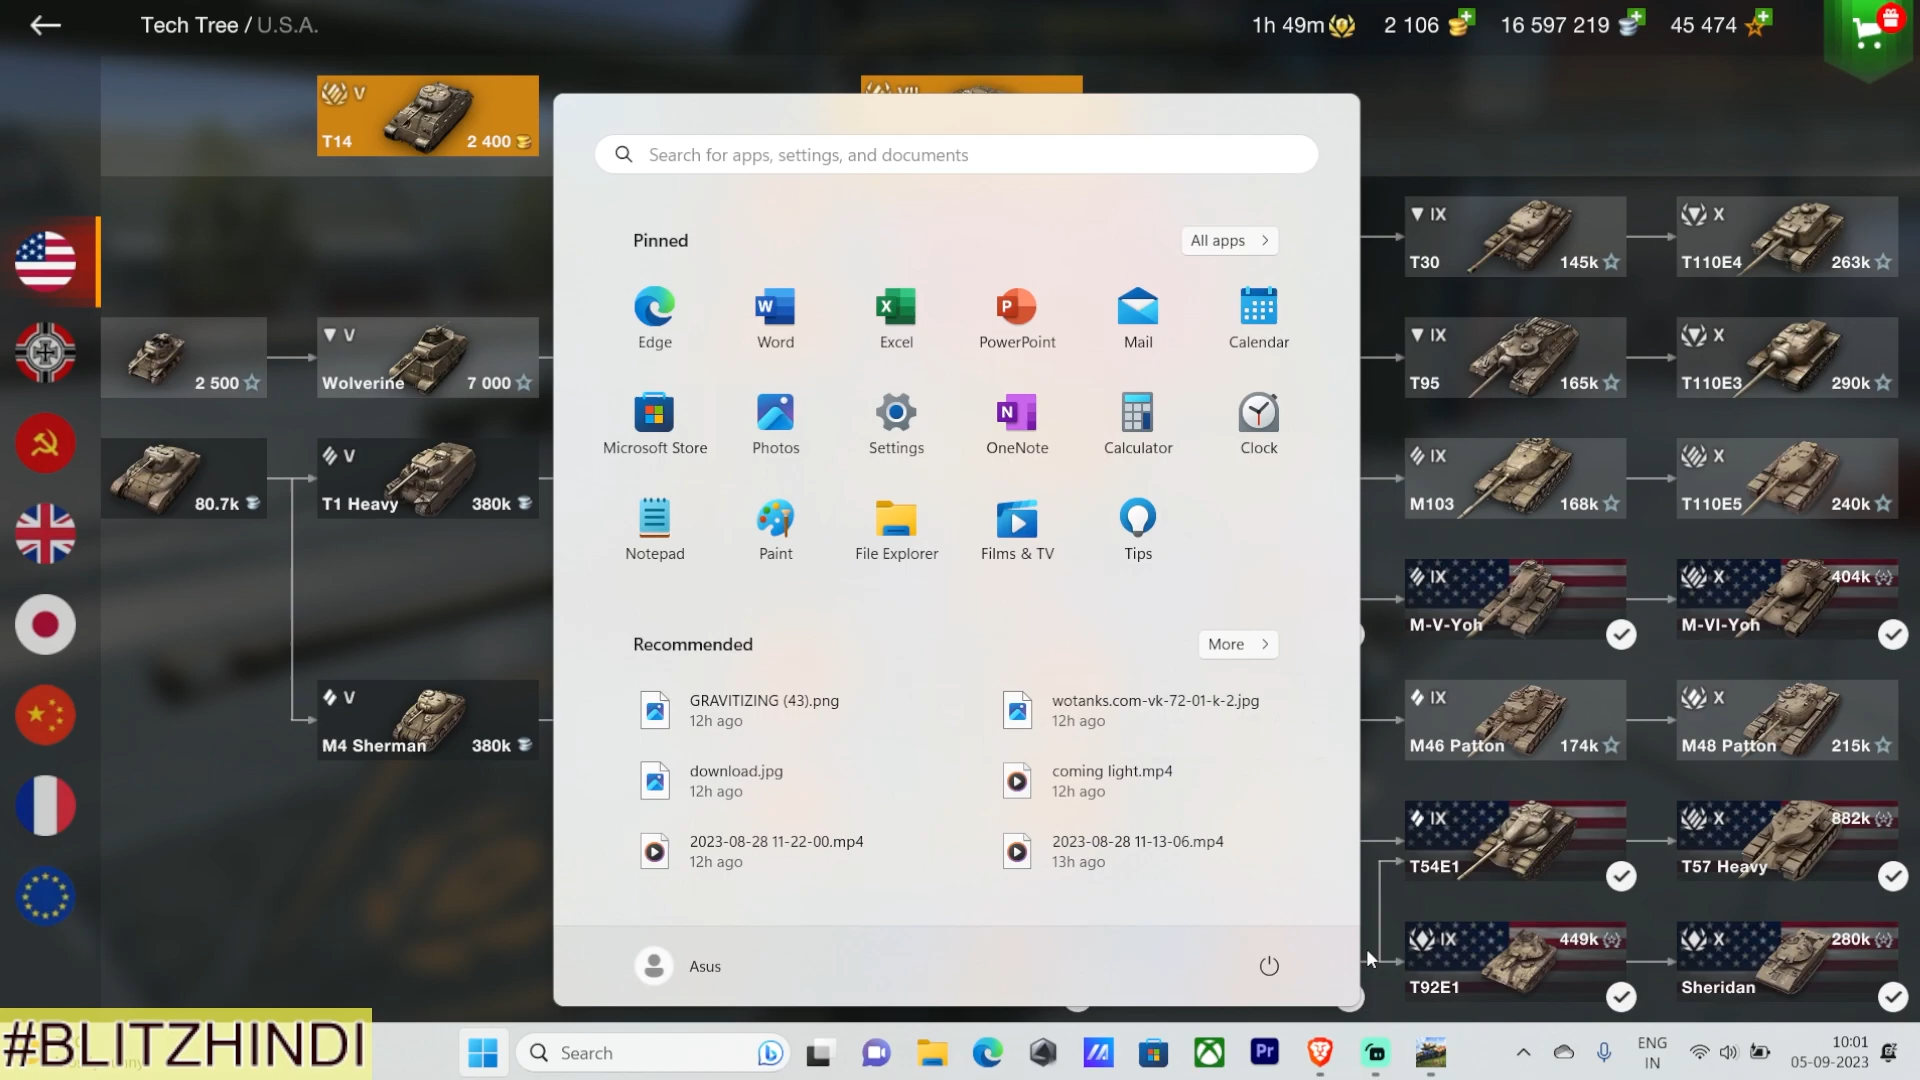 Tech Tree / U.S.A.
1h 49m
2 106
16 597 219
45 474
V
T14
2 400
VII
Search for apps, settings, and documents
Pinned
All apps
Edge
Word
Excel
PowerPoint
Mail
Calendar
Microsoft Store
Photos
Settings
OneNote
Calculator
Clock
Notepad
Paint
File Explorer
Films & TV
Tips
Recommended
More
GRAVITIZING (43).png
12h ago
wotanks.com-vk-72-01-k-2.jpg
12h ago
download.jpg
12h ago
coming light.mp4
12h ago
2023-08-28 11-22-00.mp4
12h ago
2023-08-28 11-13-06.mp4
13h ago
Asus
2 500
V
Wolverine
7 000
80.7k
V
T1 Heavy
380k
V
M4 Sherman
380k
IX
T30
145k
X
T110E4
263k
IX
T95
165k
X
T110E3
290k
IX
M103
168k
X
T110E5
240k
IX
M-V-Yoh
X
404k
M-VI-Yoh
IX
M46 Patton
174k
X
M48 Patton
215k
IX
T54E1
X
882k
T57 Heavy
IX
449k
T92E1
X
280k
Sheridan
#BLITZHINDI
Search
Pr
ENG
IN
10:01
05-09-2023